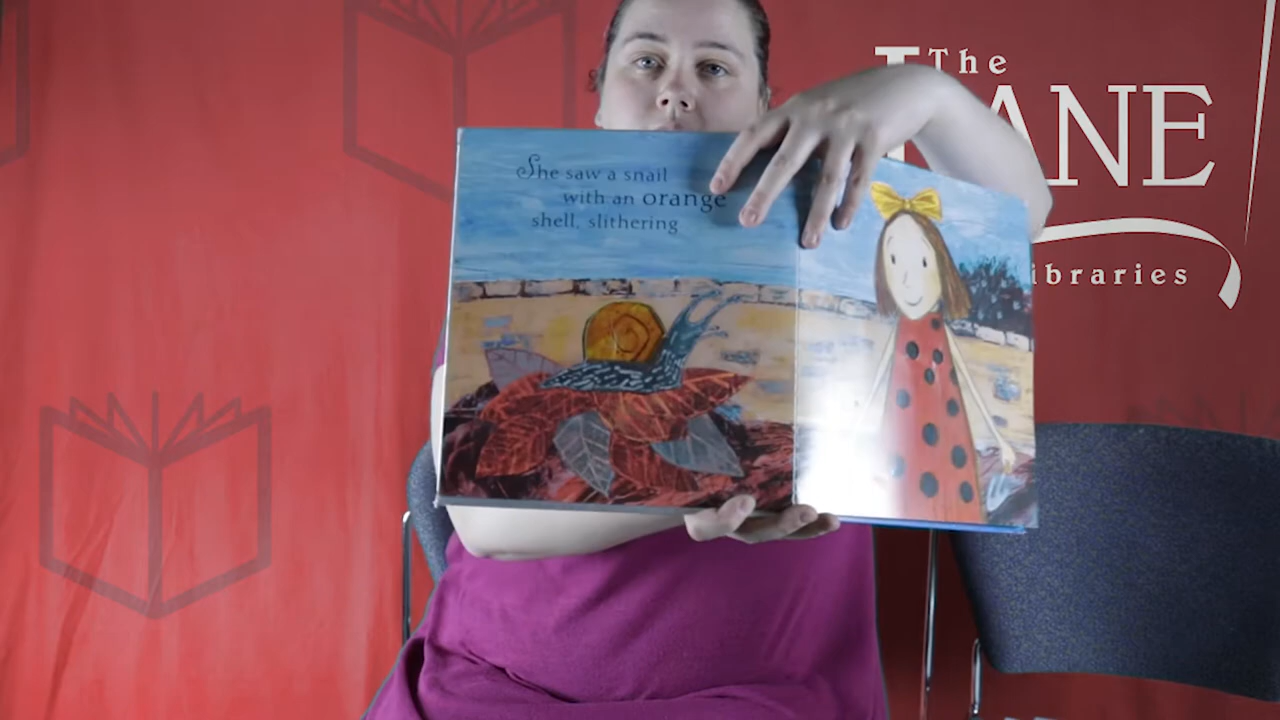 She saw a snail
with an orange
shell, slithering
The
ANE
ibraries